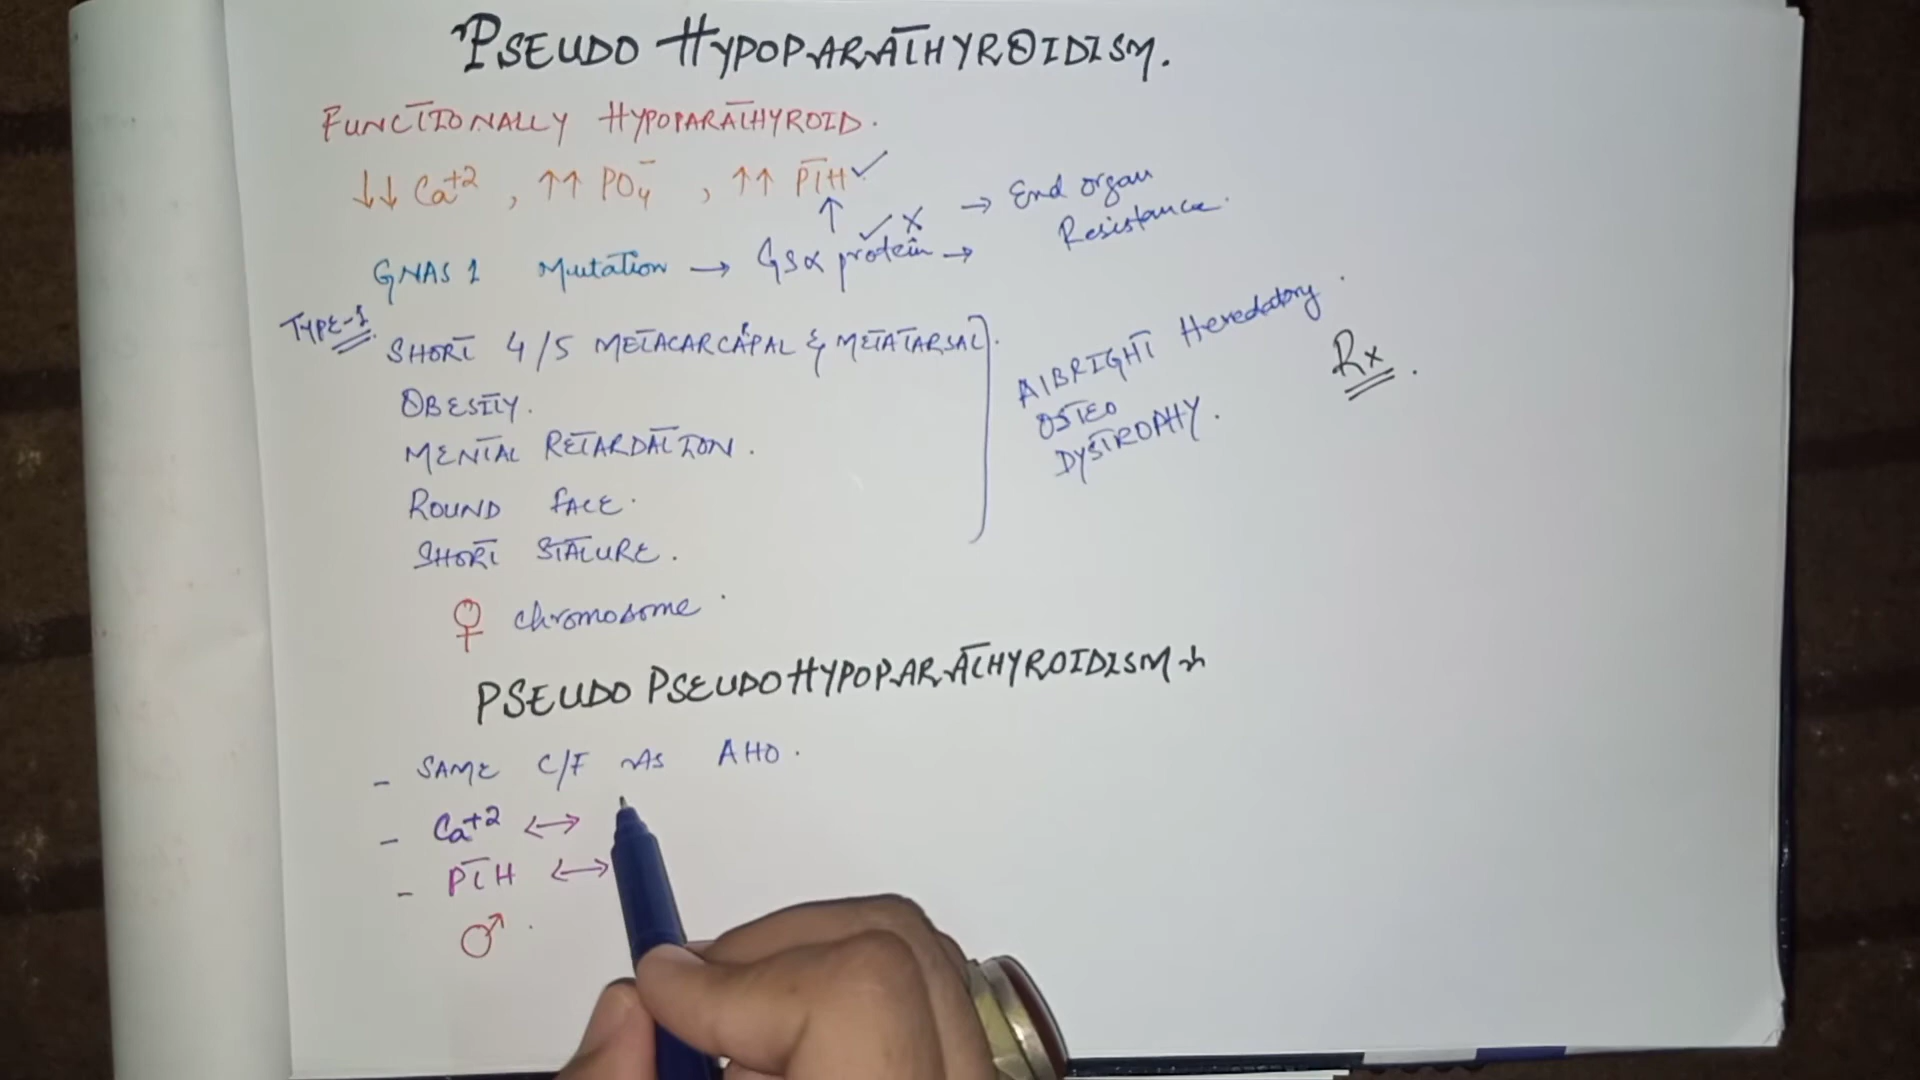 PSEUDO HYPOPARATHYROIDISM.
FUNCTIONALLY HYPOPARATHYROID.
↓↓ Ca+2 , ↑↑ PO4- , ↑↑ PTH ✓
↑ ✓ X → End organ
Resistance.
GNAS 1 Mutation → Gsα protein →
TYPE-1
SHORT 4/5 METACARCAPAL & METATARSAL.
OBESITY.
MENTAL RETARDATION.
ROUND FACE.
SHORT STATURE.
AlBRIGHT Heredatory
OSTEO
DYSTROPHY.
Rx.
♀ chromosome
PSEUDO PSEUDOHYPOPARATHYROIDISM
- SAME C/F AS AHO.
- Ca+2 ↔
- PTH ↔
♂.